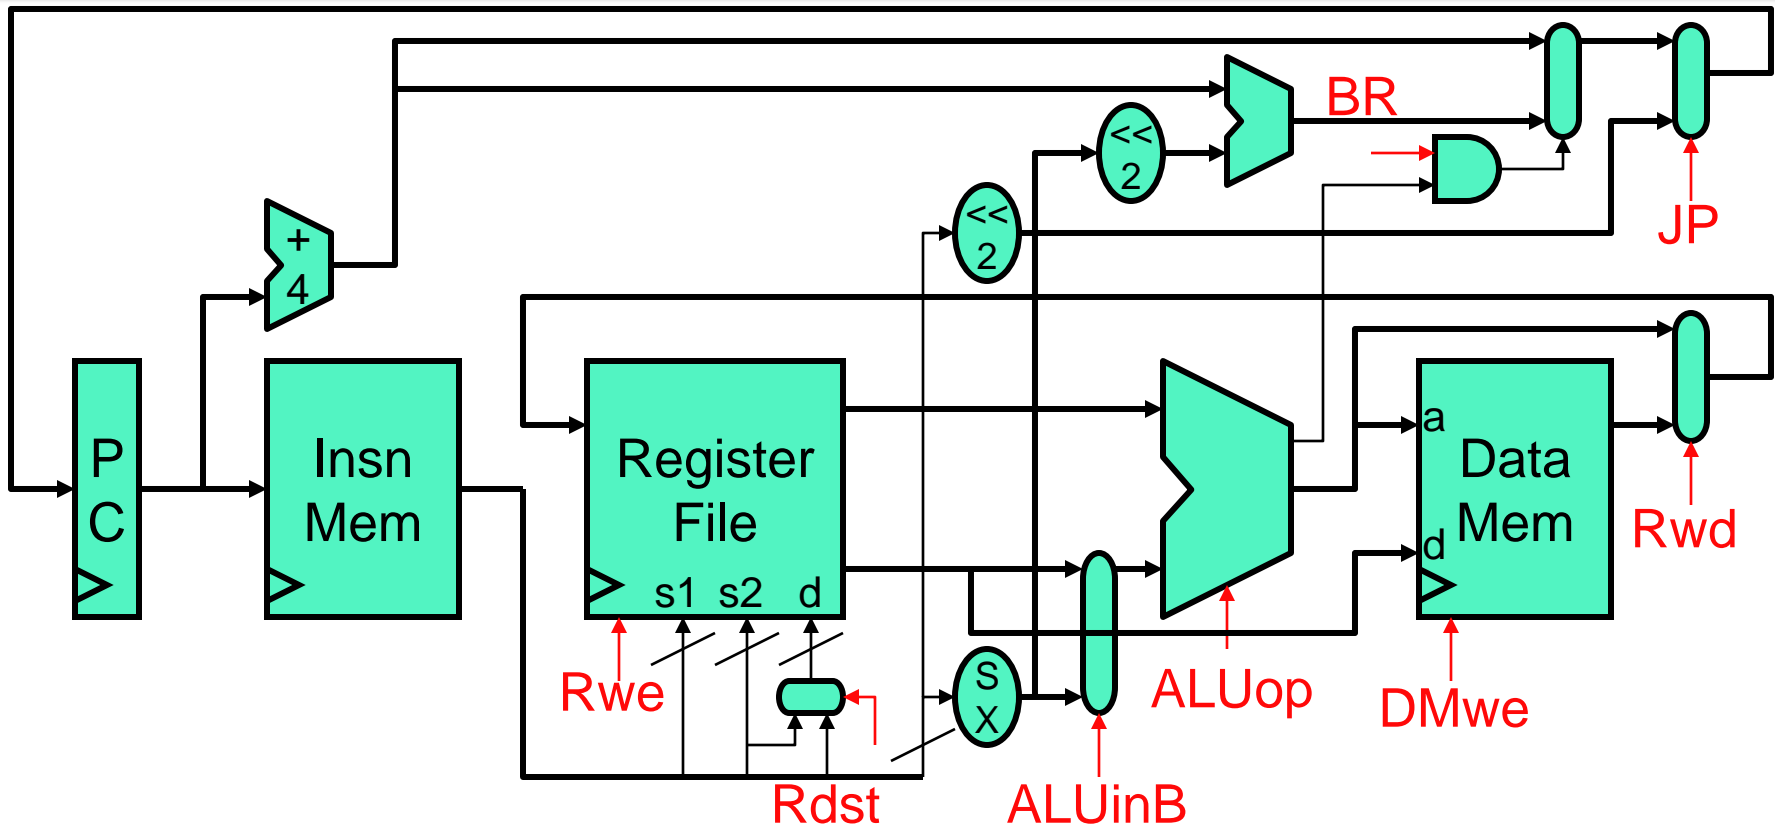 BR
<<
2
<<
2
JP
+
4
P
C
Insn
Mem
Register
File
s1 s2 d
a
d
Data
Mem
Rwd
Rwe
S
X
ALUop
DMwe
Rdst
ALUinB